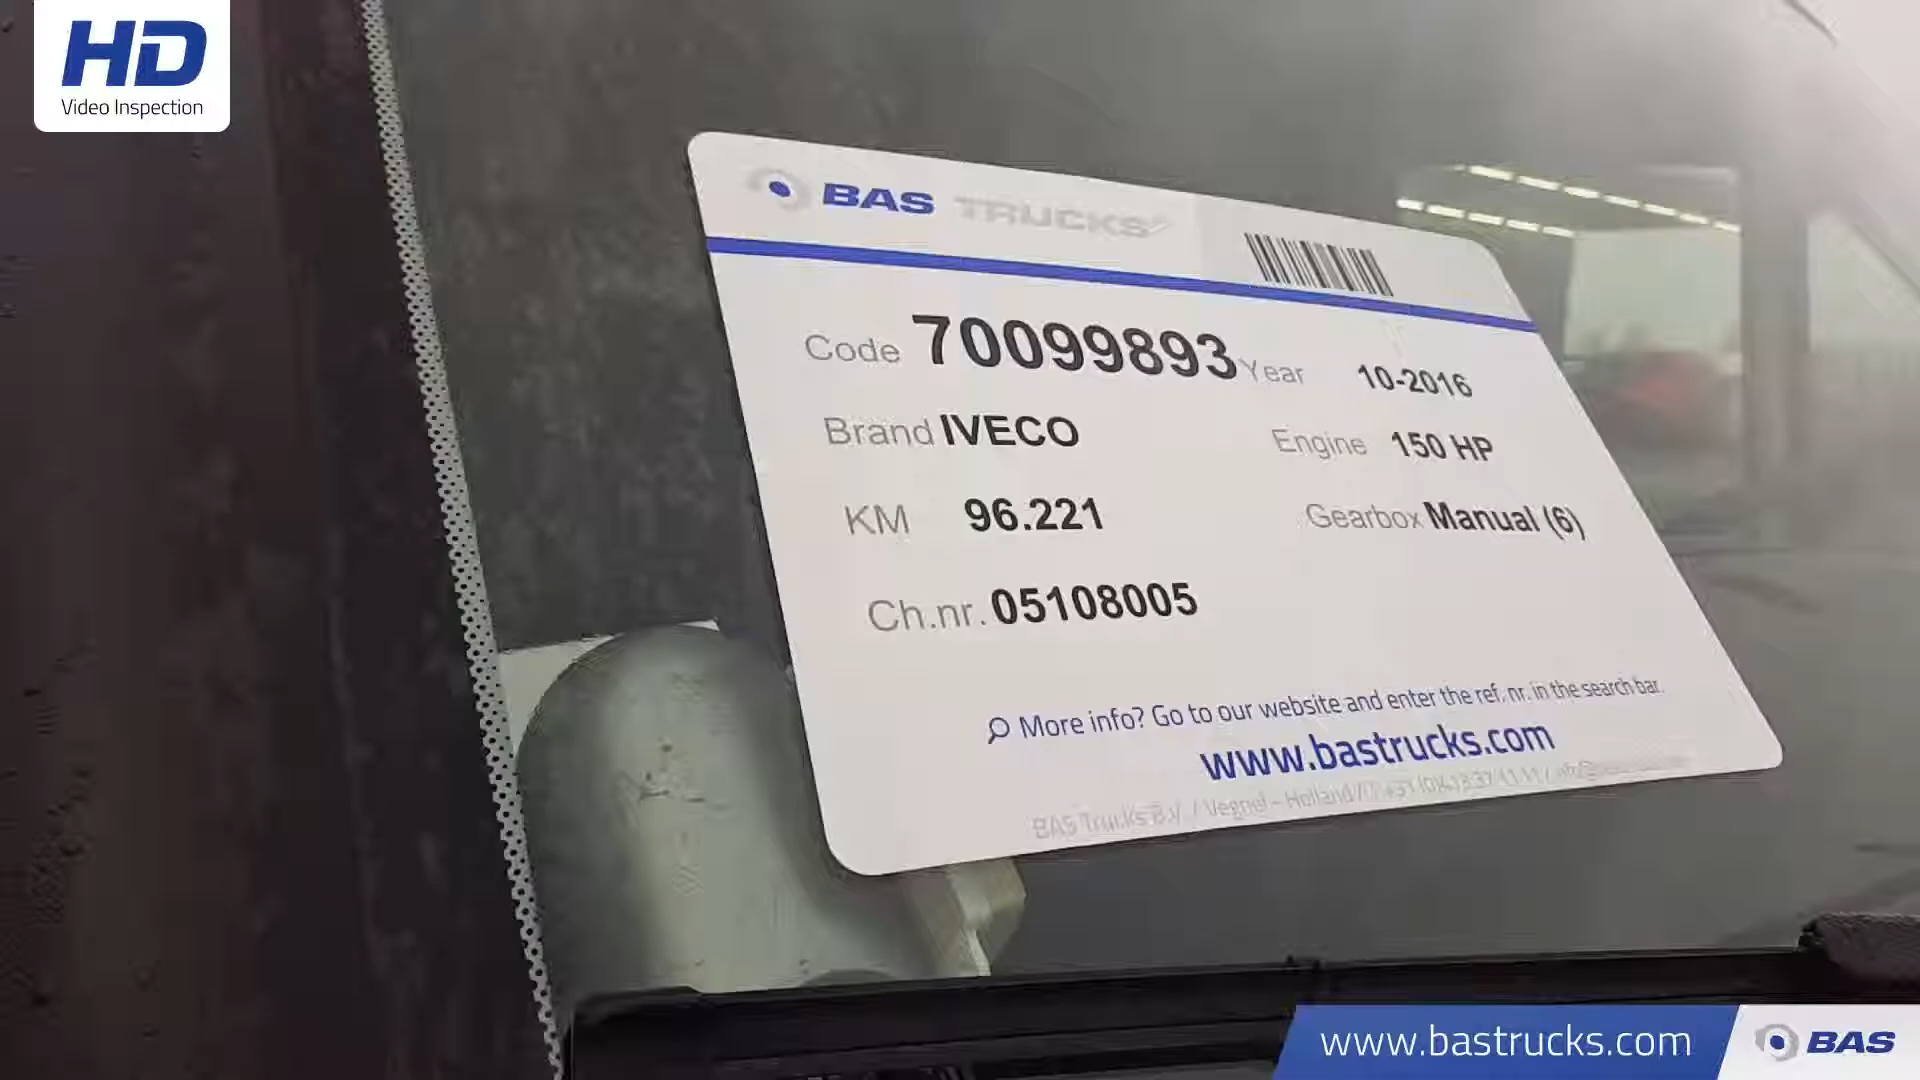 HD
Video Inspection
BAS TRUCKS
Code 70099893 Year 10-2016
Brand IVECO Engine 150 HP
KM 96.221 Gearbox Manual (6)
Ch.nr. 05108005
More info? Go to our website and enter the ref. nr. in the search bar.
www.bastrucks.com
BAS Trucks B.V. / Veghel - Holland /
www.bastrucks.com BAS